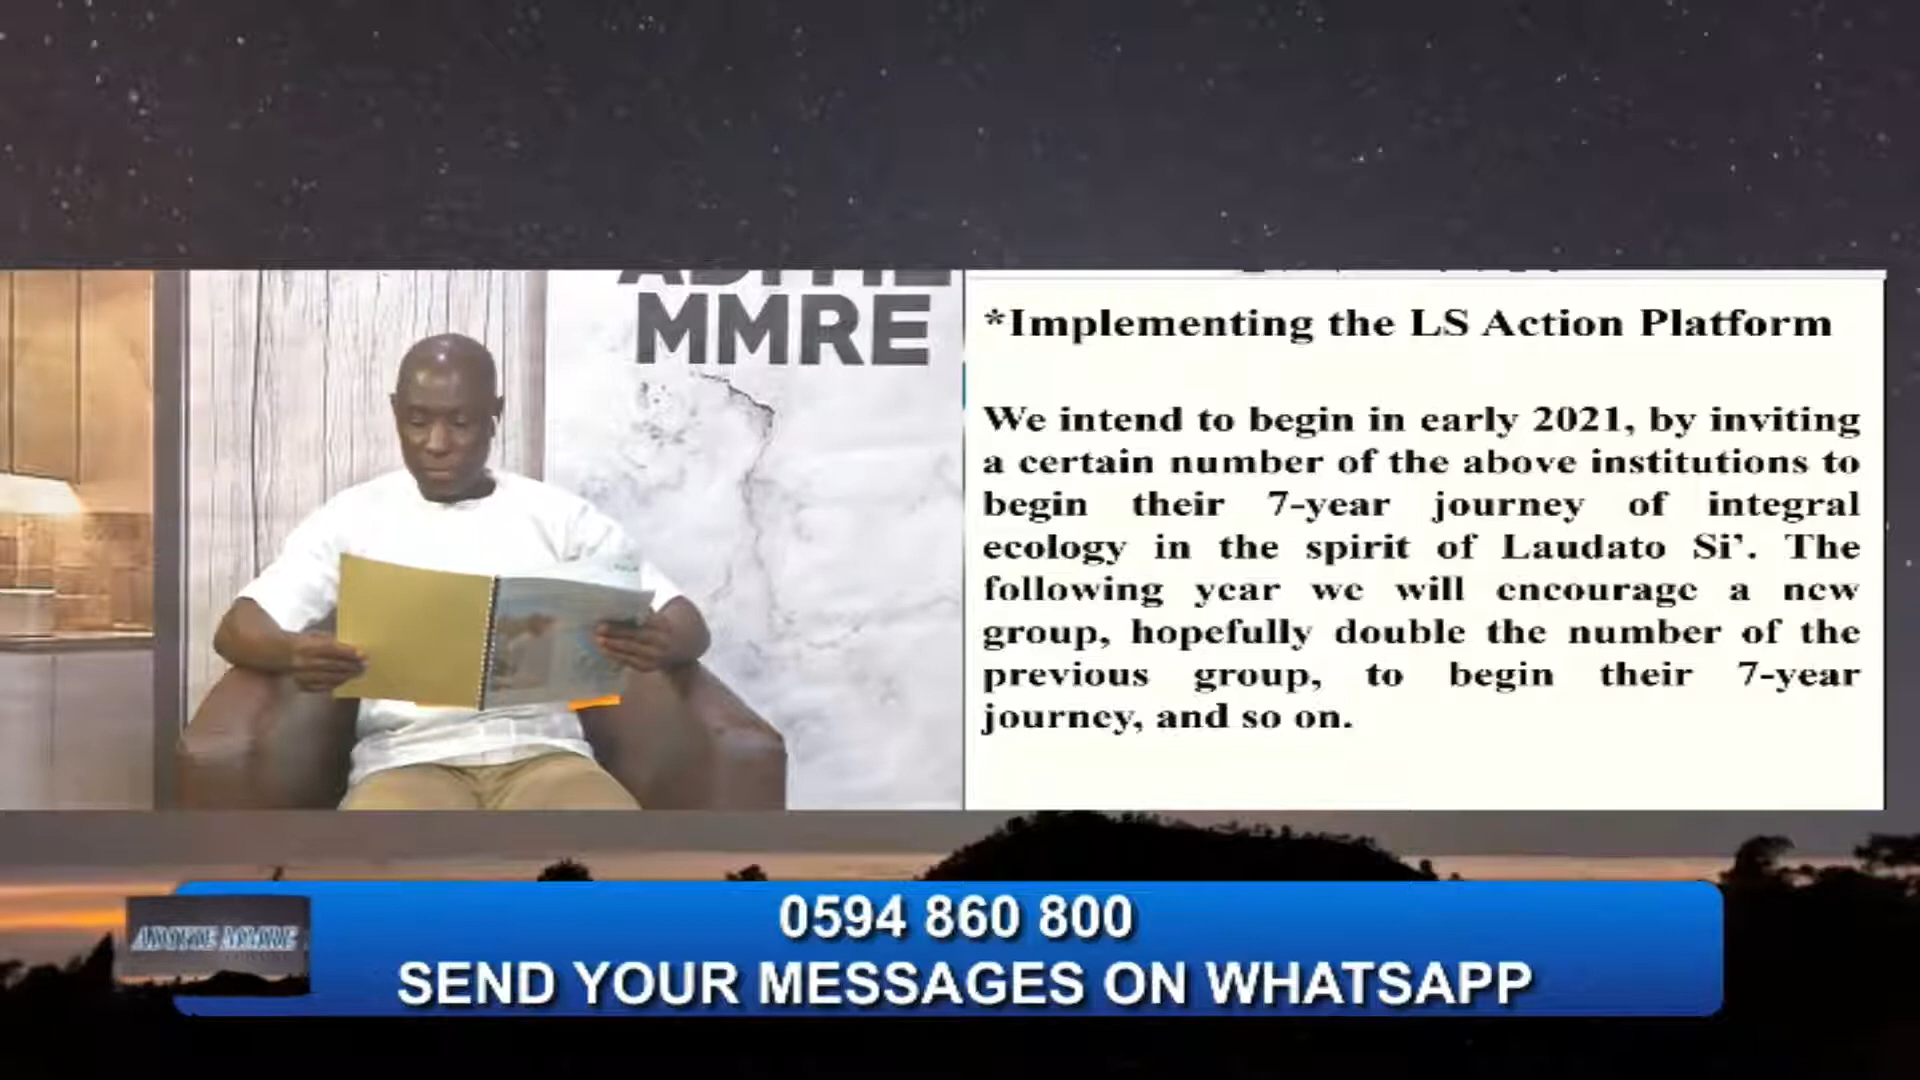 MMRE
*Implementing the LS Action Platform
We intend to begin in early 2021, by inviting
a certain number of the above institutions to
begin their 7-year journey of integral
ecology in the spirit of Laudato Si’. The
following year we will encourage a new
group, hopefully double the number of the
previous group, to begin their 7-year
journey, and so on.
0594 860 800
SEND YOUR MESSAGES ON WHATSAPP